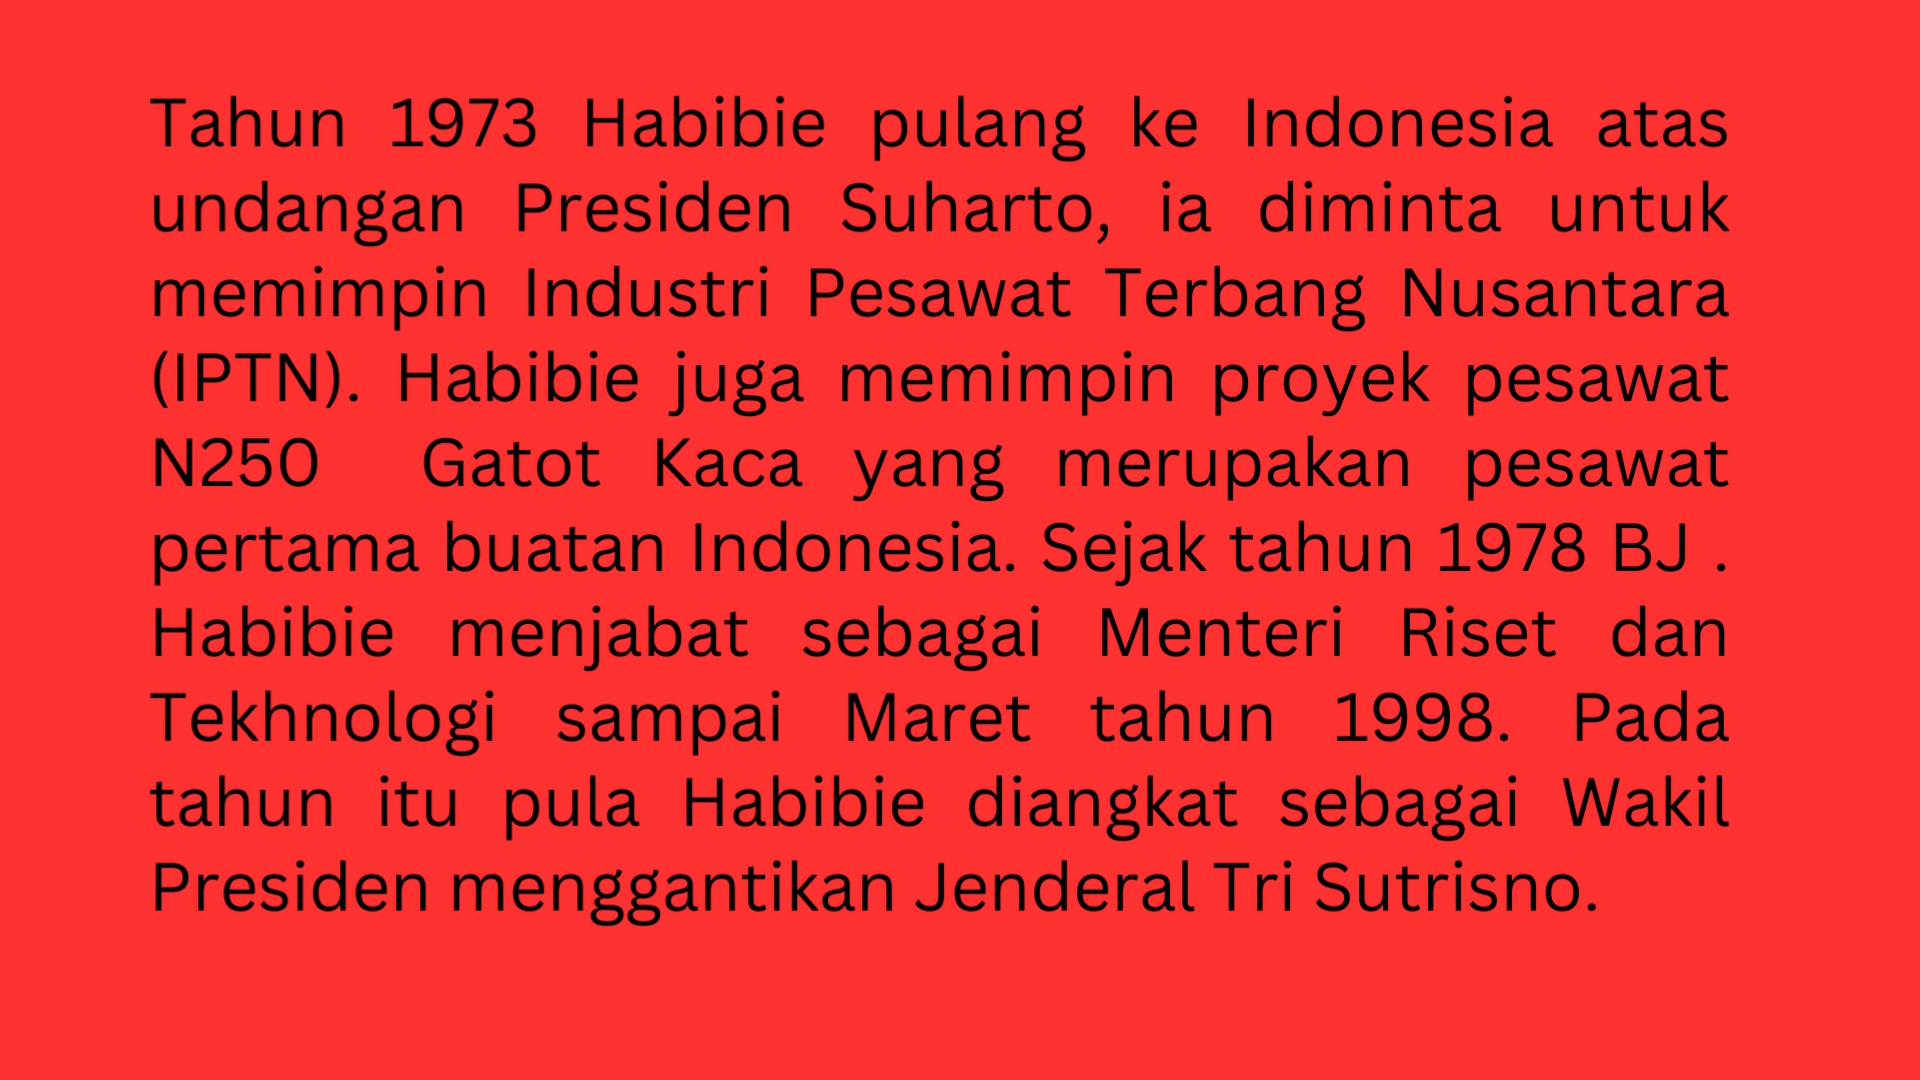 Tahun 1973 Habibie pulang ke Indonesia atas
undangan Presiden Suharto, ia diminta untuk
memimpin Industri Pesawat Terbang Nusantara
(IPTN). Habibie juga memimpin proyek pesawat
N250 Gatot Kaca yang merupakan pesawat
pertama buatan Indonesia. Sejak tahun 1978 BJ .
Habibie menjabat sebagai Menteri Riset dan
Tekhnologi sampai Maret tahun 1998. Pada
tahun itu pula Habibie diangkat sebagai Wakil
Presiden menggantikan Jenderal Tri Sutrisno.